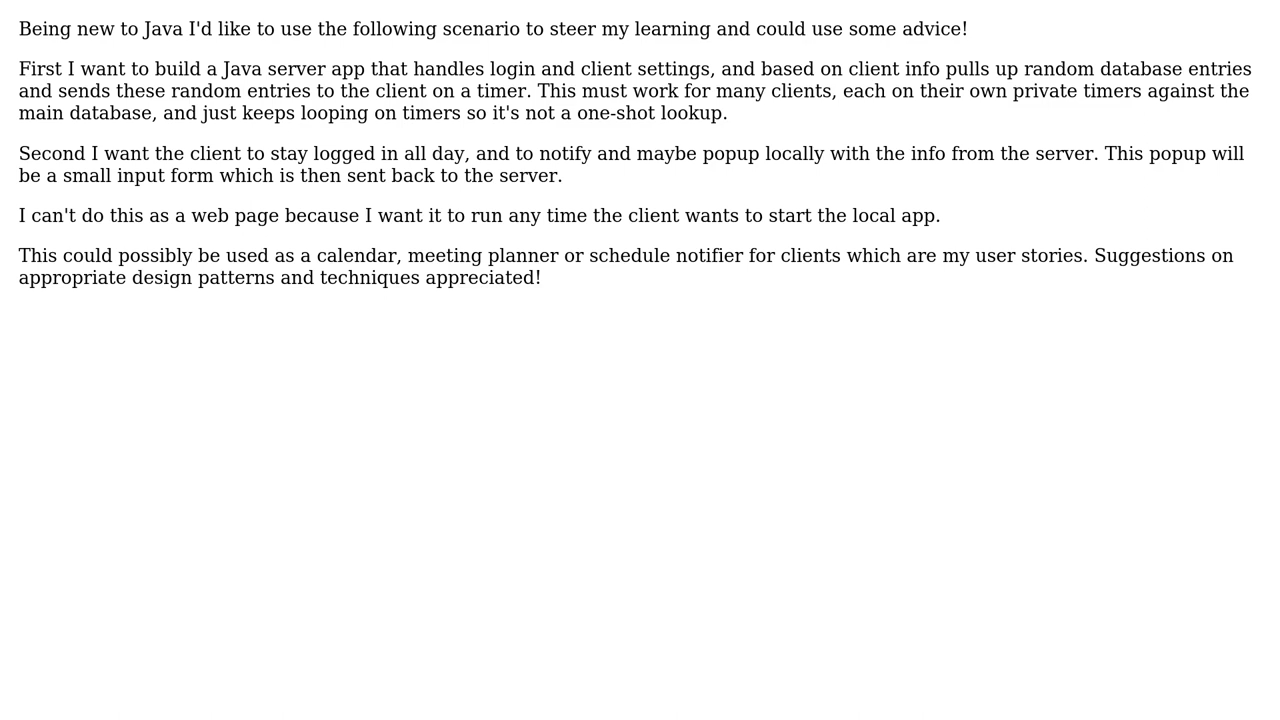 Being new to Java I'd like to use the following scenario to steer my learning and could use some advice!
First I want to build a Java server app that handles login and client settings, and based on client info pulls up random database entries
and sends these random entries to the client on a timer. This must work for many clients, each on their own private timers against the
main database, and just keeps looping on timers so it's not a one-shot lookup.
Second I want the client to stay logged in all day, and to notify and maybe popup locally with the info from the server. This popup will
be a small input form which is then sent back to the server.
I can't do this as a web page because I want it to run any time the client wants to start the local app.
This could possibly be used as a calendar, meeting planner or schedule notifier for clients which are my user stories. Suggestions on
appropriate design patterns and techniques appreciated!